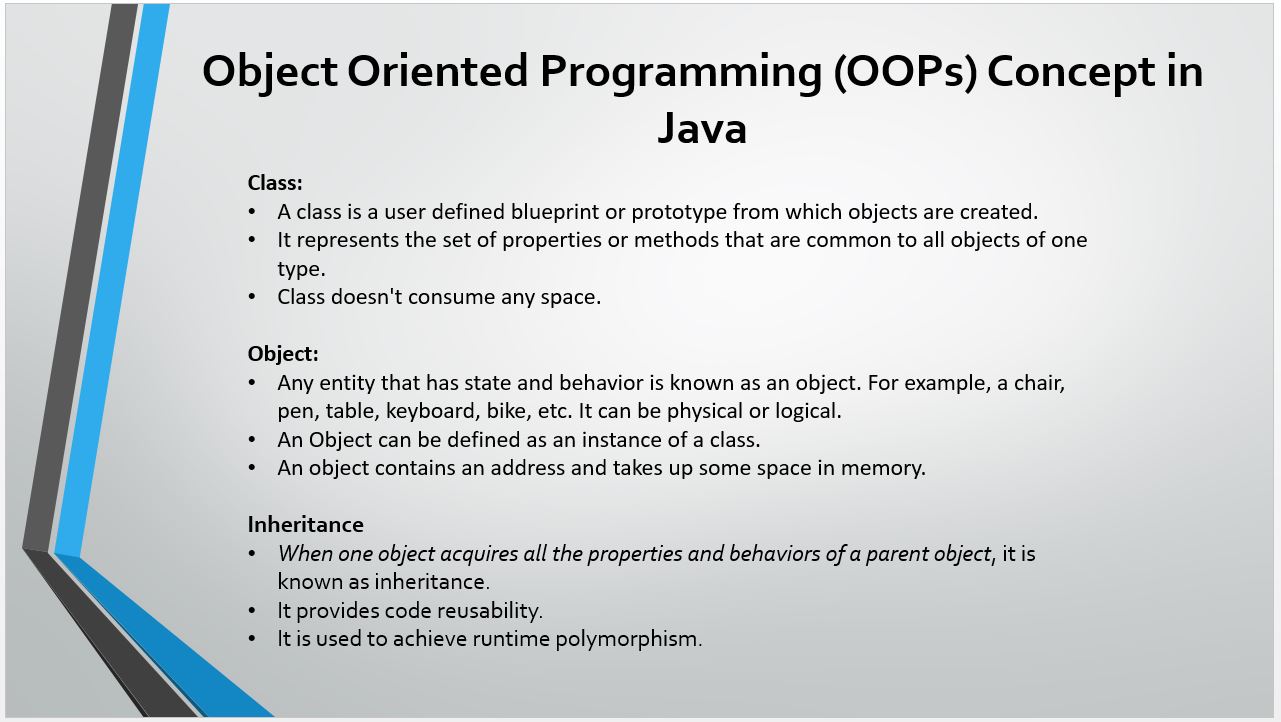 Object Oriented Programming (OOPs) Concept in
Java
Class:
• A class is a user defined blueprint or prototype from which objects are created.
• It represents the set of properties or methods that are common to all objects of one
type.
• Class doesn't consume any space.
Object:
• Any entity that has state and behavior is known as an object. For example, a chair,
pen, table, keyboard, bike, etc. It can be physical or logical.
• An Object can be defined as an instance of a class.
• An object contains an address and takes up some space in memory.
Inheritance
• When one object acquires all the properties and behaviors of a parent object, it is
known as inheritance.
• It provides code reusability.
• It is used to achieve runtime polymorphism.